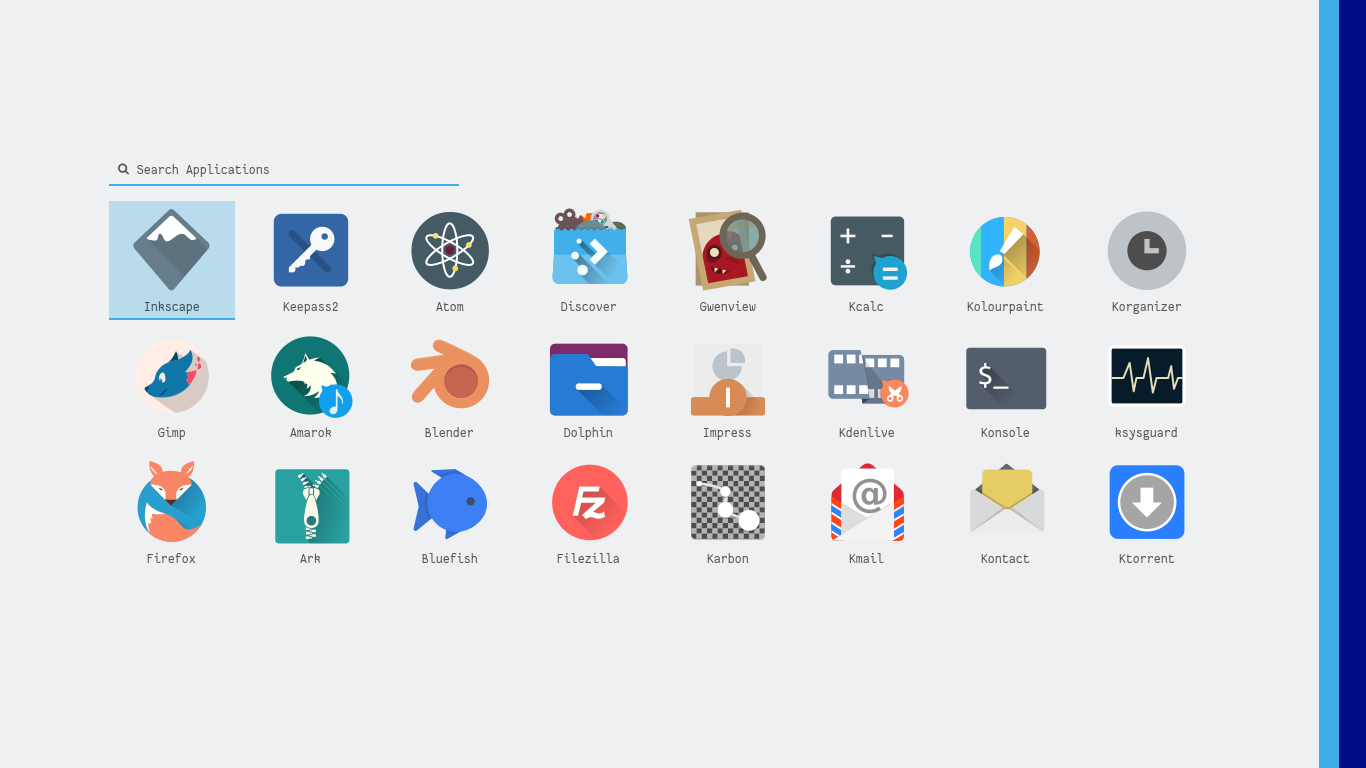 Search Applications
Inkscape
Keepass2
Atom
Discover
Gwenview
Kcalc
Kolourpaint
Korganizer
$_
Gimp
Amarok
Blender
Dolphin
Impress
Kdenlive
Konsole
ksysguard
Fz
@
Firefox
Ark
Bluefish
Filezilla
Karbon
Kmail
Kontact
Ktorrent